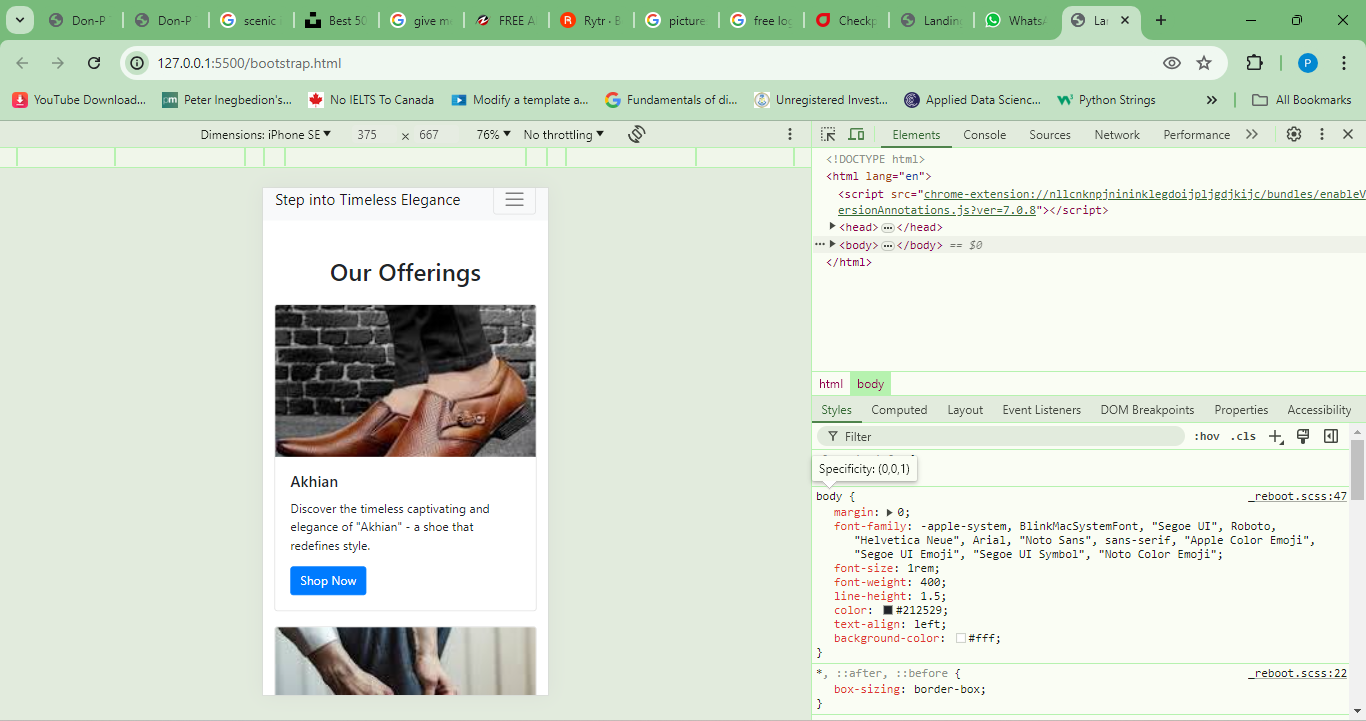 Don-P
Don-P
scenic
Best 50
give me
FREE A
Rytr - B
picture
free log
Checkp
Landin
WhatsA
Lan
127.0.0.1:5500/bootstrap.html
P
YouTube Download...
pm Peter Inegbedion's...
No IELTS To Canada
Modify a template a...
Fundamentals of di...
Unregistered Invest...
Applied Data Scienc...
Python Strings
All Bookmarks
Dimensions: iPhone SE 375 × 667 76% No throttling
Elements Console Sources Network Performance
<!DOCTYPE html>
<html lang="en">
<script src="chrome-extension://nllcnknpjnininklegdoijpljgdjkijc/bundles/enableV
ersionAnnotations.js?ver=7.0.8"></script>
<head> ••• </head>
••• <body> ••• </body> == $0
</html>
Step into Timeless Elegance
Our Offerings
Akhian
Discover the timeless captivating and
elegance of "Akhian" - a shoe that
redefines style.
Shop Now
html body
Styles Computed Layout Event Listeners DOM Breakpoints Properties Accessibility
Filter :hov .cls
Specificity: (0,0,1)
body { _reboot.scss:47
margin: 0;
font-family: -apple-system, BlinkMacSystemFont, "Segoe UI", Roboto,
"Helvetica Neue", Arial, "Noto Sans", sans-serif, "Apple Color Emoji",
"Segoe UI Emoji", "Segoe UI Symbol", "Noto Color Emoji";
font-size: 1rem;
font-weight: 400;
line-height: 1.5;
color: #212529;
text-align: left;
background-color: #fff;
}
*, ::after, ::before { _reboot.scss:22
box-sizing: border-box;
}